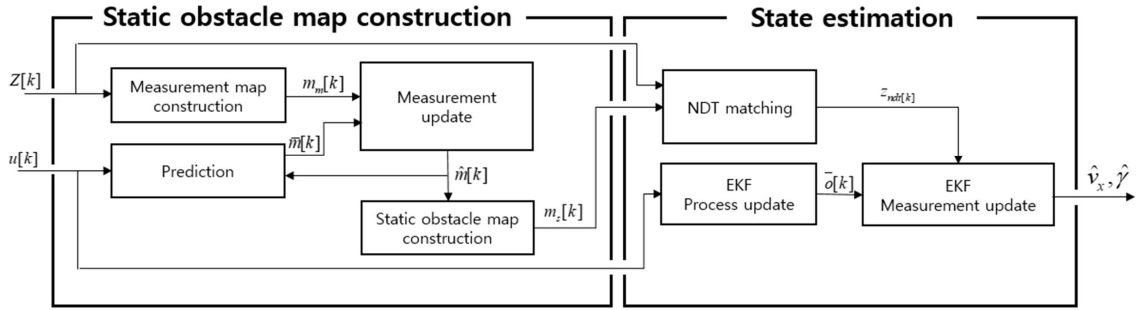 Static obstacle map construction
State estimation
Z[k]
Measurement map
construction
m_m[k]
Measurement
update
NDT matching
z_ndt[k]
u[k]
Prediction
m̅[k]
m̂[k]
Static obstacle map
construction
m_s[k]
EKF
Process update
o̅[k]
EKF
Measurement update
v̂_x, γ̂